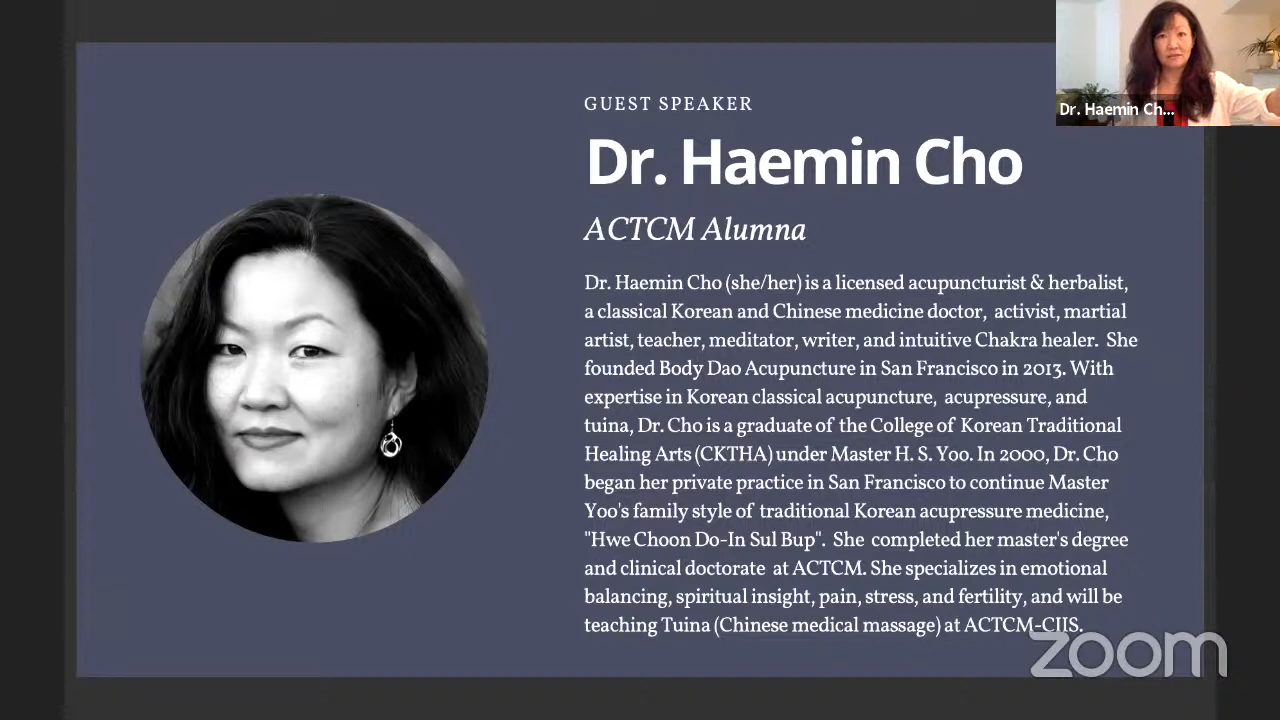 GUEST SPEAKER
Dr. Haemin Cho
ACTCM Alumna
Dr. Haemin Cho (she/her) is a licensed acupuncturist & herbalist,
a classical Korean and Chinese medicine doctor, activist, martial
artist, teacher, meditator, writer, and intuitive Chakra healer. She
founded Body Dao Acupuncture in San Francisco in 2013. With
expertise in Korean classical acupuncture, acupressure, and
tuina, Dr. Cho is a graduate of the College of Korean Traditional
Healing Arts (CKTHA) under Master H. S. Yoo. In 2000, Dr. Cho
began her private practice in San Francisco to continue Master
Yoo's family style of traditional Korean acupressure medicine,
"Hwe Choon Do-In Sul Bup". She completed her master's degree
and clinical doctorate at ACTCM. She specializes in emotional
balancing, spiritual insight, pain, stress, and fertility, and will be
teaching Tuina (Chinese medical massage) at ACTCM-CIIS.
Dr. Haemin Ch...
zoom